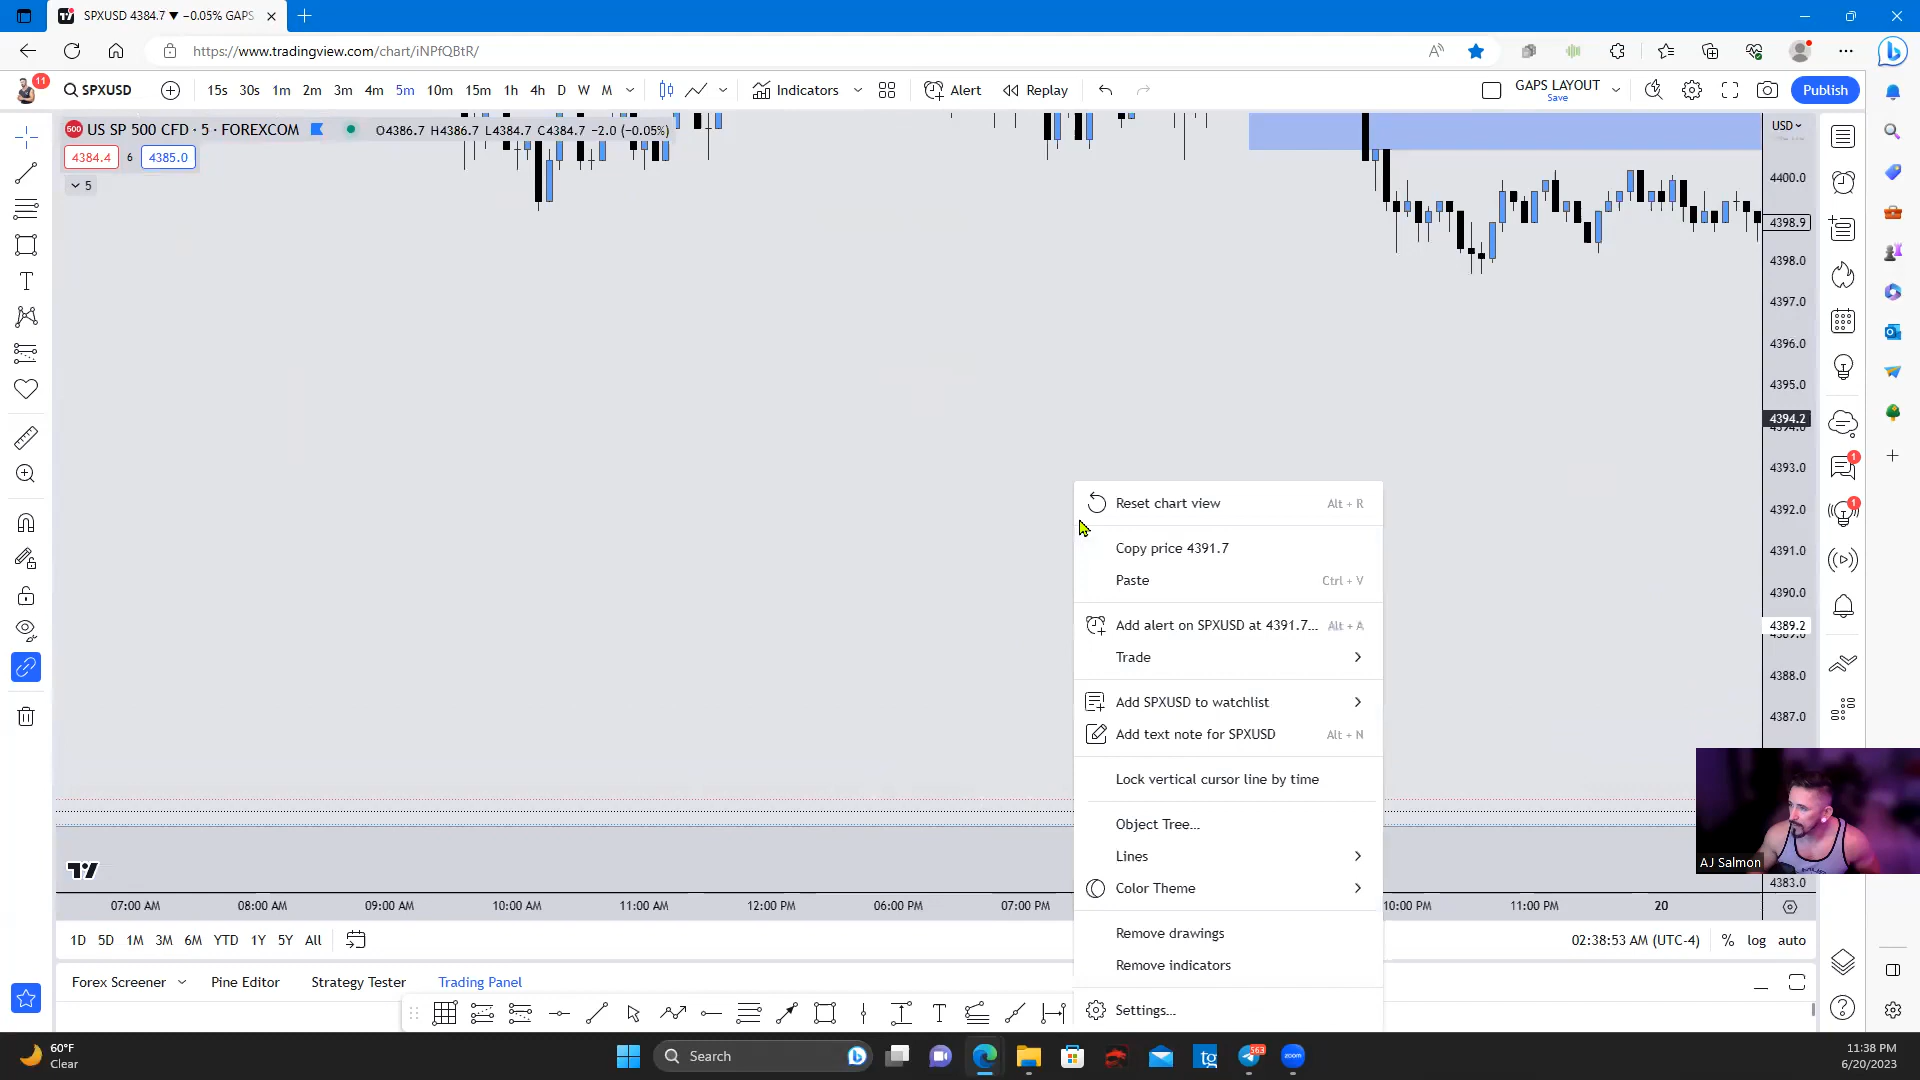 SPXUSD 4384.7 ▼ −0.05% GAPS
https://www.tradingview.com/chart/iNPfQBtR/
11
SPXUSD
15s 30s 1m 2m 3m 4m 5m 10m 15m 1h 4h D W M
Indicators
Alert
Replay
GAPS LAYOUT
Save
Publish
500
US SP 500 CFD · 5 · FOREXCOM
O4386.7 H4386.7 L4384.7 C4384.7 −2.0 (−0.05%)
4384.4 6 4385.0
5
USD
4400.0
4398.9
4398.0
4397.0
4396.0
4395.0
4394.2
4393.0
4392.0
4391.0
4390.0
4389.2
4388.0
4387.0
4383.0
Reset chart view Alt + R
Copy price 4391.7
Paste Ctrl + V
Add alert on SPXUSD at 4391.7... Alt + A
Trade
Add SPXUSD to watchlist
Add text note for SPXUSD Alt + N
Lock vertical cursor line by time
Object Tree...
Lines
Color Theme
Remove drawings
Remove indicators
Settings...
1
1
AJ Salmon
07:00 AM 08:00 AM 09:00 AM 10:00 AM 11:00 AM 12:00 PM 06:00 PM 07:00 PM 10:00 PM 11:00 PM 20
1D 5D 1M 3M 6M YTD 1Y 5Y All
02:38:53 AM (UTC-4) % log auto
Forex Screener Pine Editor Strategy Tester Trading Panel
60°F
Clear
Search
tg
563
zoom
11:38 PM
6/20/2023